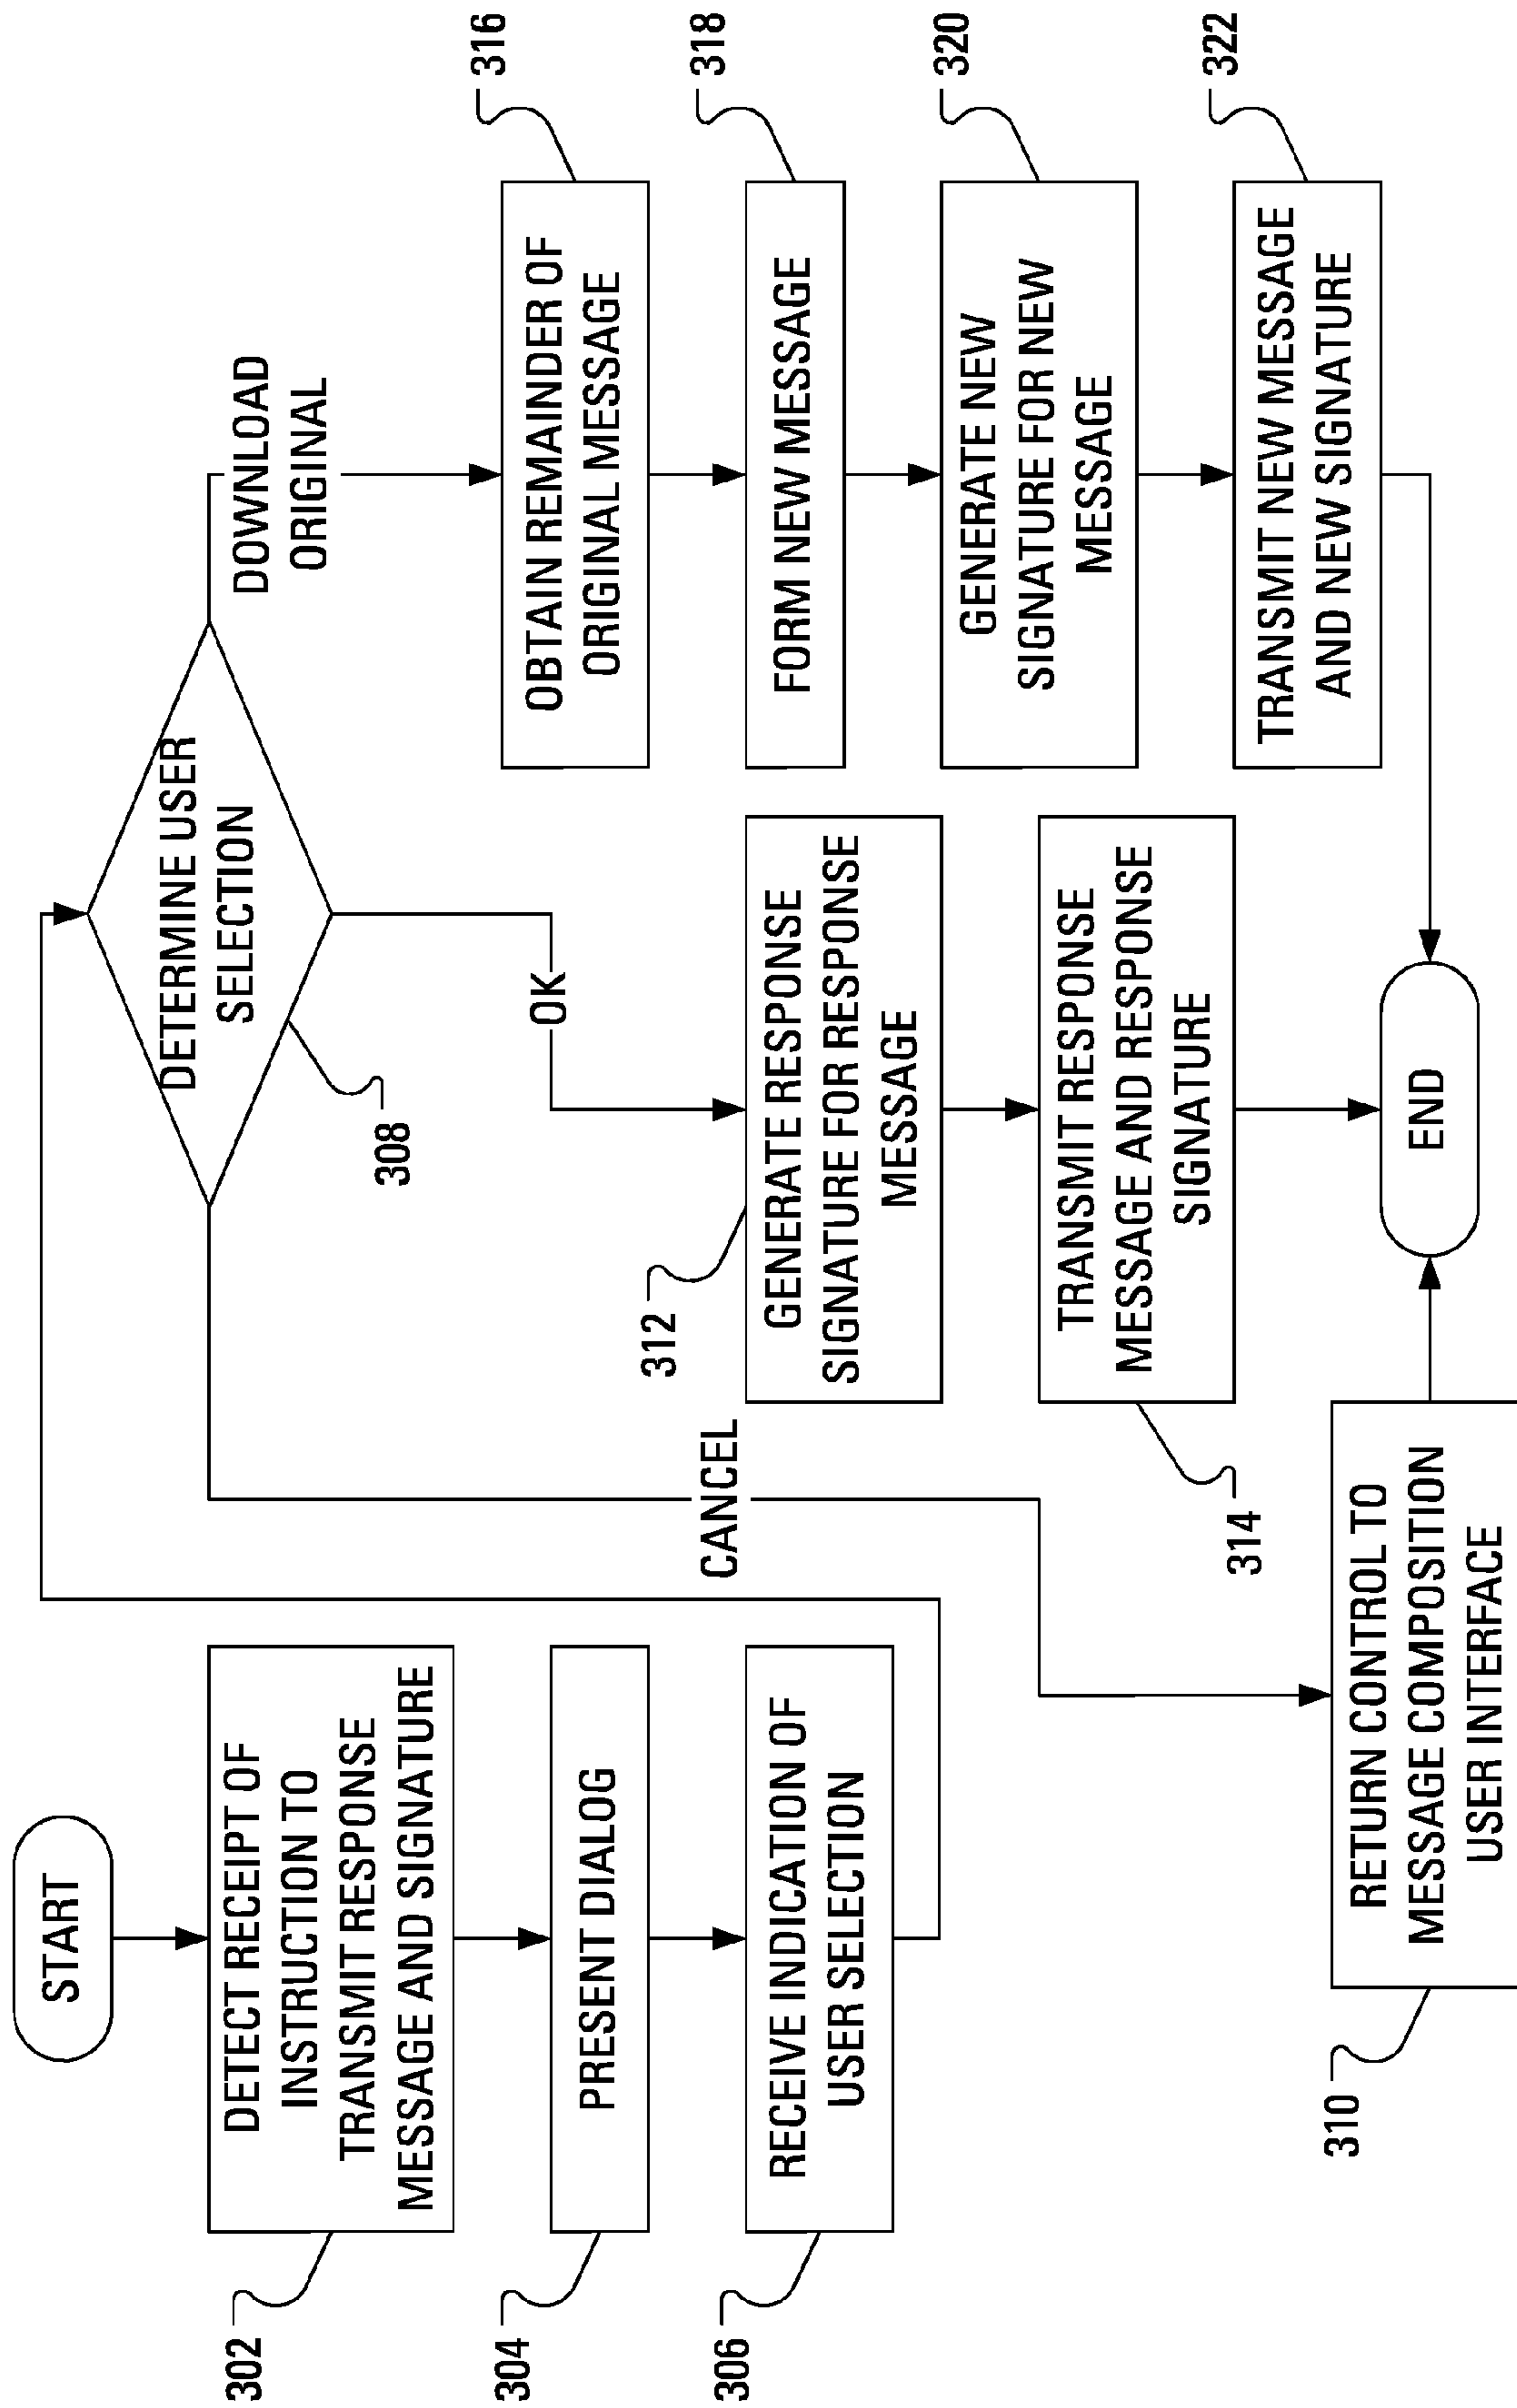 START
302
DETECT RECEIPT OF
INSTRUCTION TO
TRANSMIT RESPONSE
MESSAGE AND SIGNATURE
304
PRESENT DIALOG
306
RECEIVE INDICATION OF
USER SELECTION
DETERMINE USER
SELECTION
308
CANCEL
310
RETURN CONTROL TO
MESSAGE COMPOSITION
USER INTERFACE
OK
312
GENERATE RESPONSE
SIGNATURE FOR RESPONSE
MESSAGE
314
TRANSMIT RESPONSE
MESSAGE AND RESPONSE
SIGNATURE
DOWNLOAD
ORIGINAL
316
OBTAIN REMAINDER OF
ORIGINAL MESSAGE
318
FORM NEW MESSAGE
320
GENERATE NEW
SIGNATURE FOR NEW
MESSAGE
322
TRANSMIT NEW MESSAGE
AND NEW SIGNATURE
END